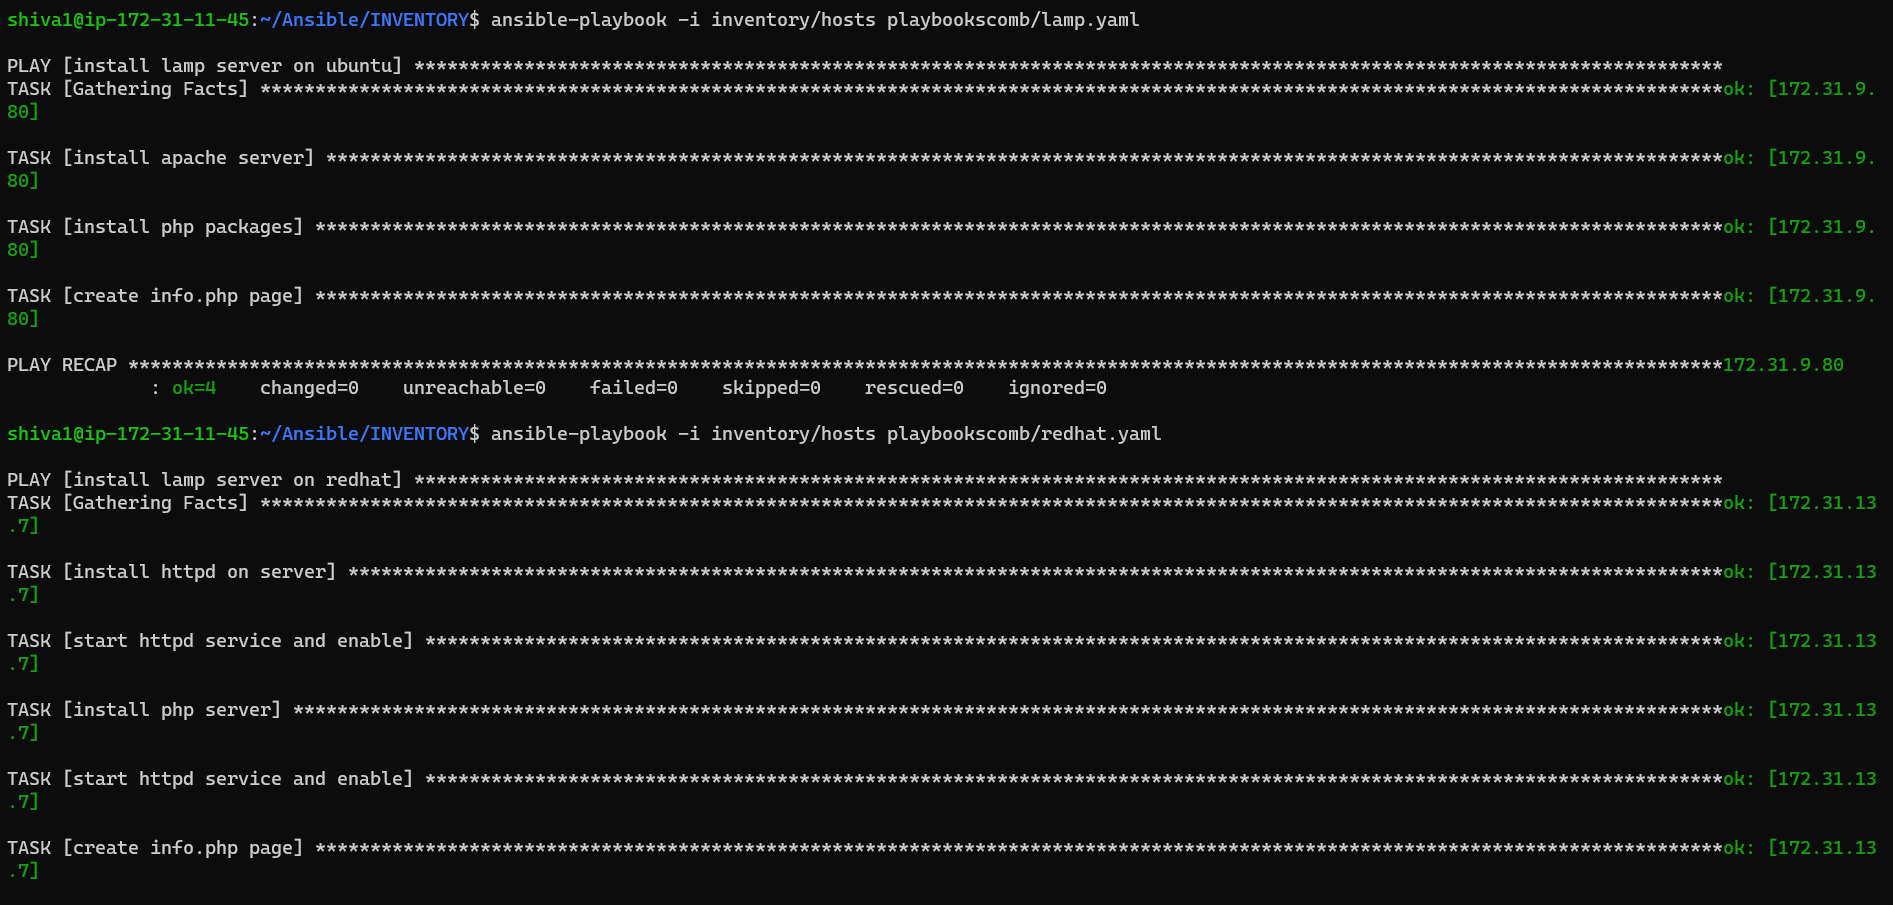 shiva1@ip-172-31-11-45:~/Ansible/INVENTORY$ ansible-playbook -i inventory/hosts playbookscomb/lamp.yaml
PLAY [install lamp server on ubuntu] ***********************************************************************************************************************
TASK [Gathering Facts] *************************************************************************************************************************************ok: [172.31.9.
80]
TASK [install apache server] *******************************************************************************************************************************ok: [172.31.9.
80]
TASK [install php packages] ********************************************************************************************************************************ok: [172.31.9.
80]
TASK [create info.php page] ********************************************************************************************************************************ok: [172.31.9.
80]
PLAY RECAP *************************************************************************************************************************************************172.31.9.80
             : ok=4    changed=0    unreachable=0    failed=0    skipped=0    rescued=0    ignored=0
shiva1@ip-172-31-11-45:~/Ansible/INVENTORY$ ansible-playbook -i inventory/hosts playbookscomb/redhat.yaml
PLAY [install lamp server on redhat] ***********************************************************************************************************************
TASK [Gathering Facts] *************************************************************************************************************************************ok: [172.31.13
.7]
TASK [install httpd on server] *****************************************************************************************************************************ok: [172.31.13
.7]
TASK [start httpd service and enable] **********************************************************************************************************************ok: [172.31.13
.7]
TASK [install php server] **********************************************************************************************************************************ok: [172.31.13
.7]
TASK [start httpd service and enable] **********************************************************************************************************************ok: [172.31.13
.7]
TASK [create info.php page] ********************************************************************************************************************************ok: [172.31.13
.7]